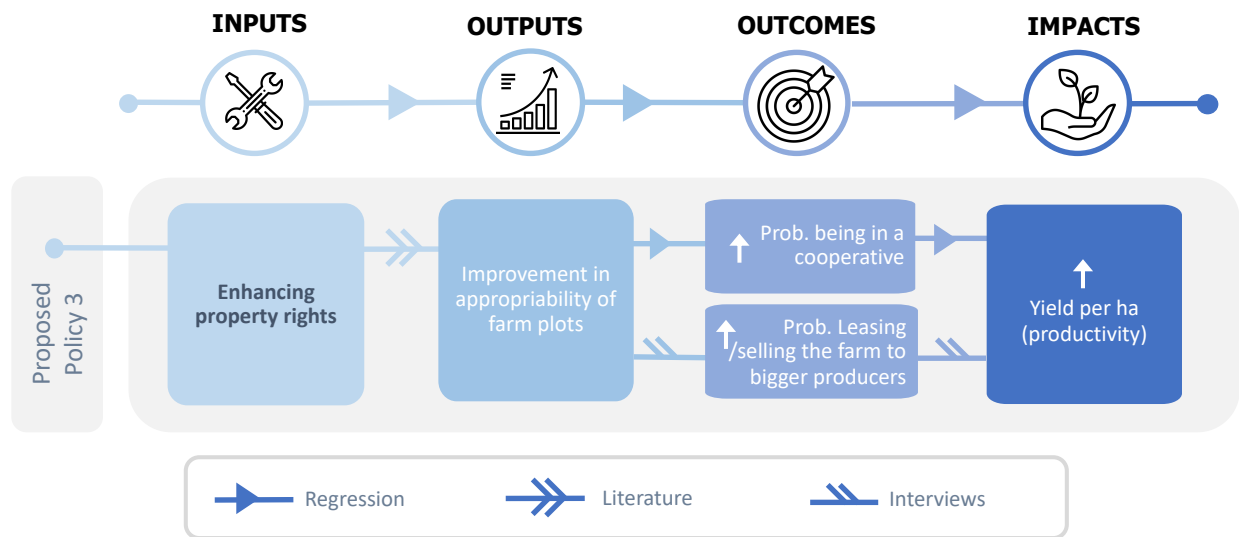 INPUTS
OUTPUTS
OUTCOMES
IMPACTS
Proposed
Policy 3
Enhancing
property rights
Improvement in
appropriability of
farm plots
Prob. being in a
cooperative
Prob. Leasing
/selling the farm to
bigger producers
Yield per ha
(productivity)
Regression
Literature
Interviews